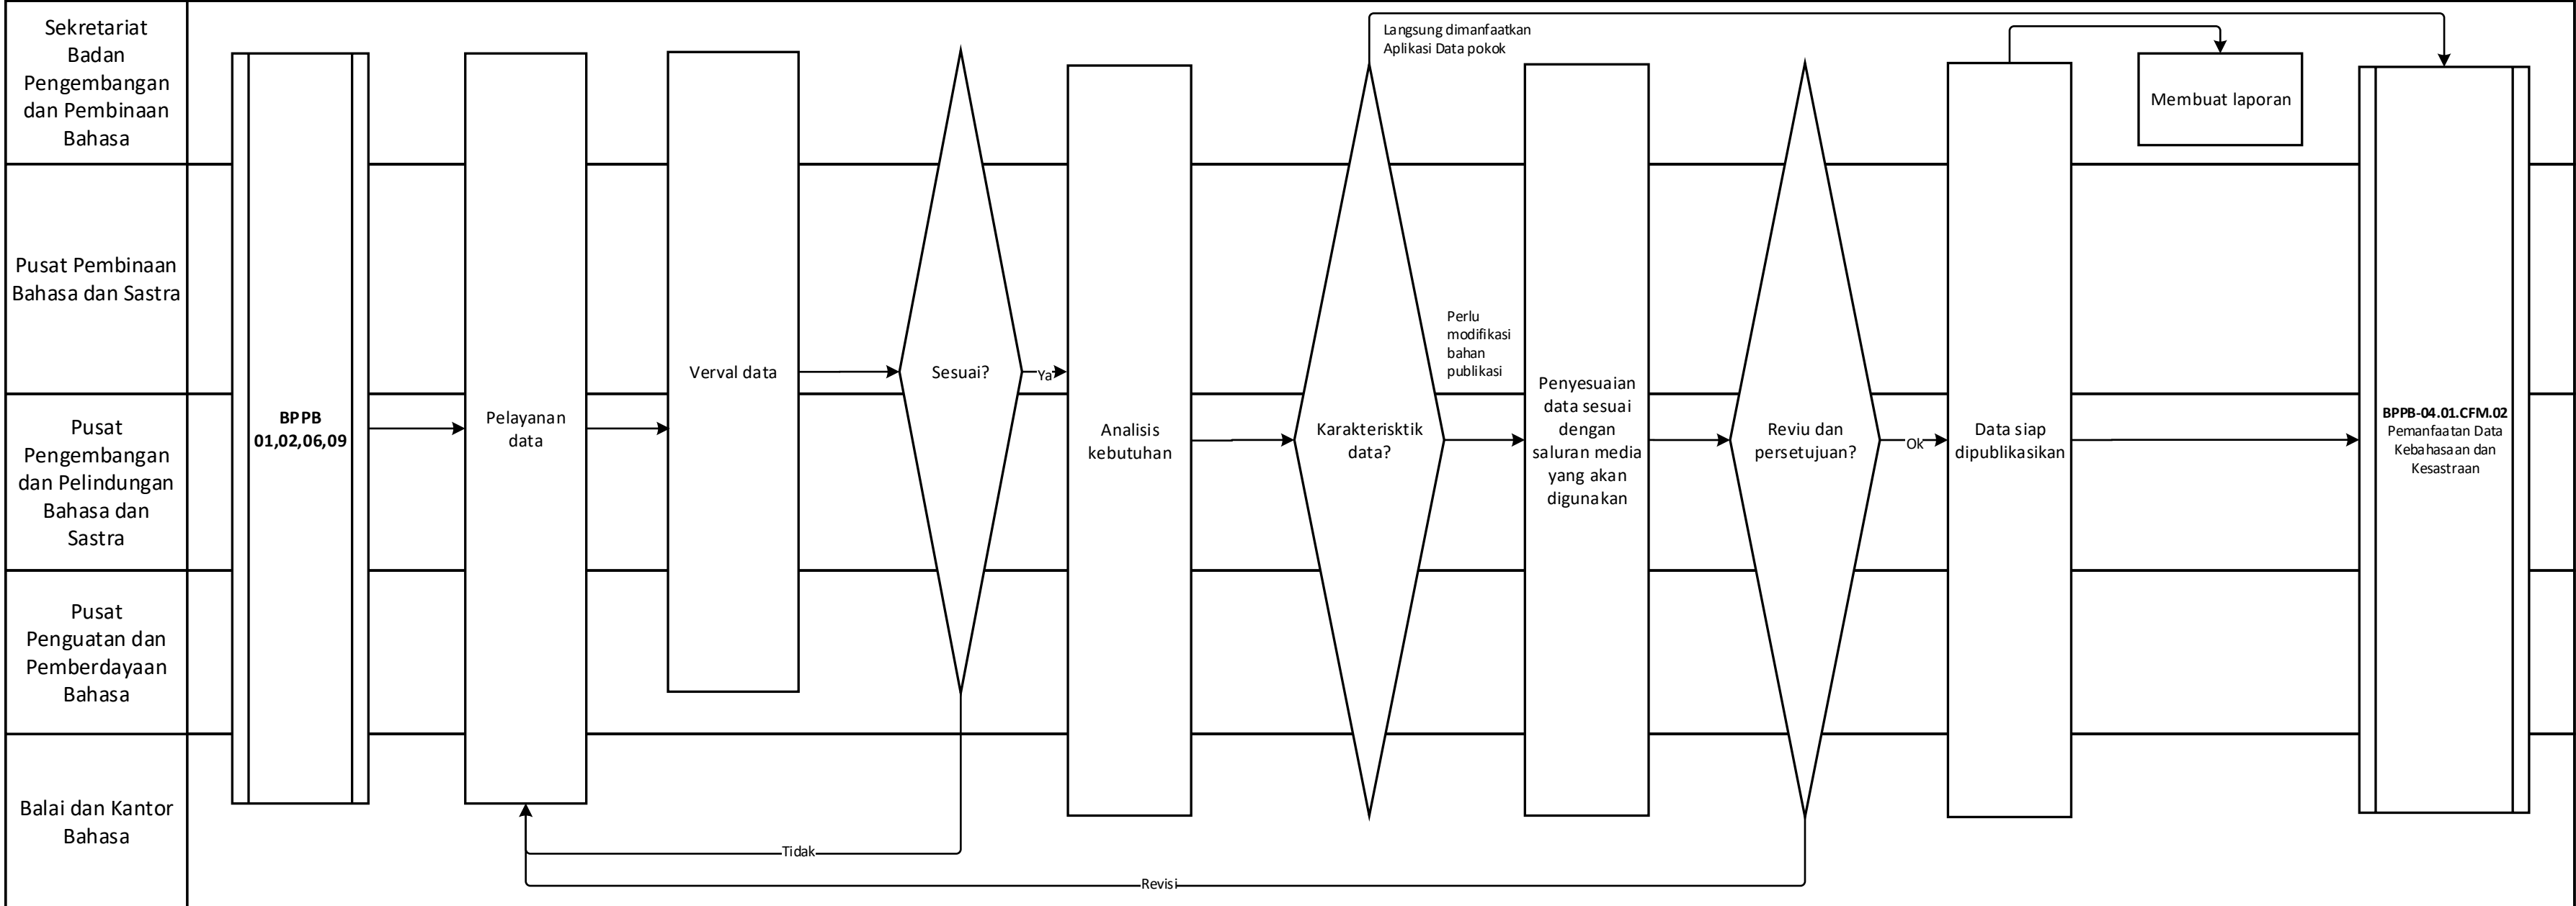 Sekretariat
Badan
Pengembangan
dan Pembinaan
Bahasa
Pusat Pembinaan
Bahasa dan Sastra
Pusat
Pengembangan
dan Pelindungan
Bahasa dan
Sastra
Pusat
Penguatan dan
Pemberdayaan
Bahasa
Balai dan Kantor
Bahasa
BPPB
01,02,06,09
Pelayanan
data
Verval data
Sesuai?
Ya
Tidak
Analisis
kebutuhan
Karakterisktik
data?
Langsung dimanfaatkan
Aplikasi Data pokok
Perlu
modifikasi
bahan
publikasi
Penyesuaian
data sesuai
dengan
saluran media
yang akan
digunakan
Reviu dan
persetujuan?
Ok
Revisi
Data siap
dipublikasikan
Membuat laporan
BPPB-04.01.CFM.02
Pemanfaatan Data
Kebahasaan dan
Kesastraan